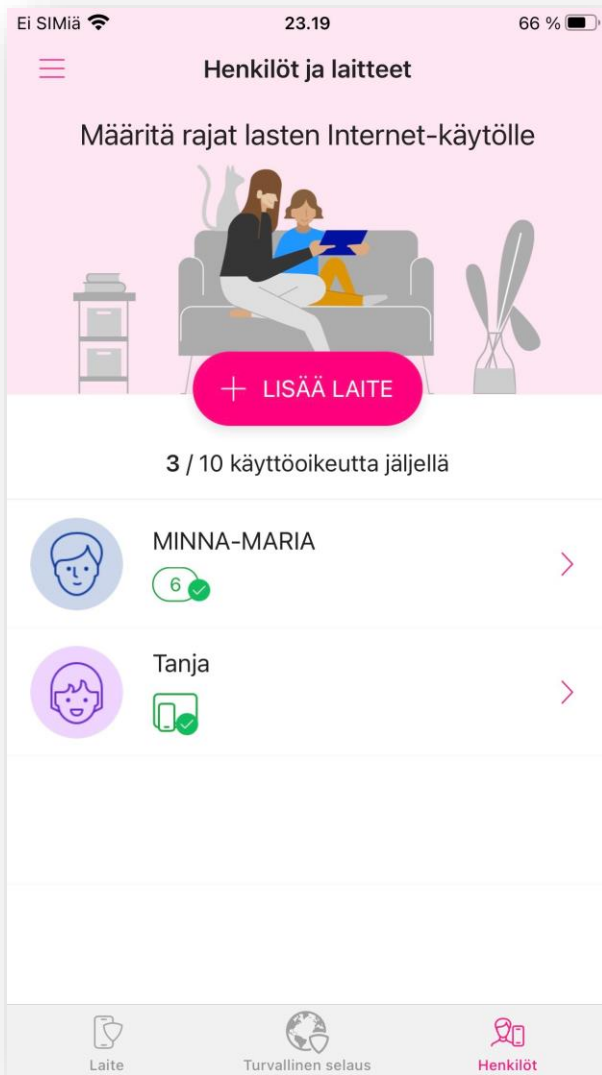 Ei SIMiä 23.19 66 %
Henkilöt ja laitteet
Määritä rajat lasten Internet-käytölle
+ LISÄÄ LAITE
3 / 10 käyttöoikeutta jäljellä
MINNA-MARIA
6
Tanja
Laite Turvallinen selaus Henkilöt